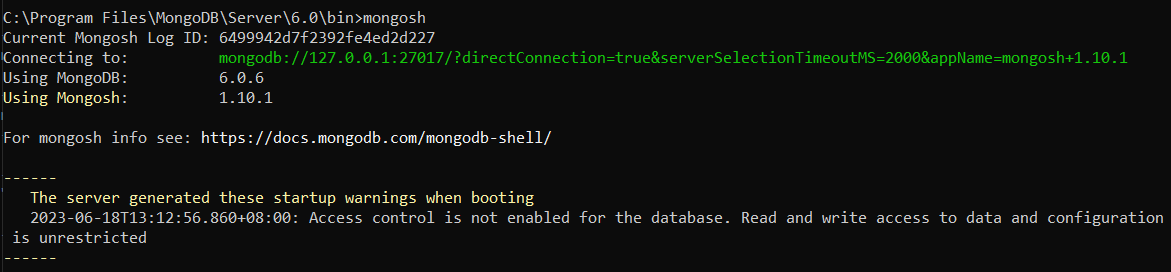 C:\Program Files\MongoDB\Server\6.0\bin>mongosh
Current Mongosh Log ID: 6499942d7f2392fe4ed2d227
Connecting to:          mongodb://127.0.0.1:27017/?directConnection=true&serverSelectionTimeoutMS=2000&appName=mongosh+1.10.1
Using MongoDB:          6.0.6
Using Mongosh:          1.10.1
For mongosh info see: https://docs.mongodb.com/mongodb-shell/
------
The server generated these startup warnings when booting
2023-06-18T13:12:56.860+08:00: Access control is not enabled for the database. Read and write access to data and configuration
is unrestricted
------